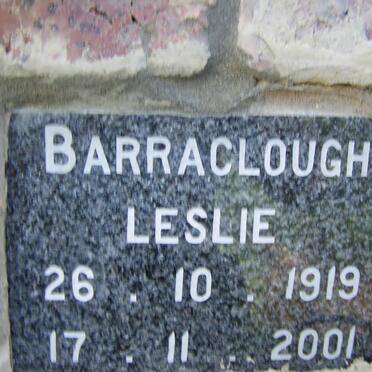 BARRACLOUGH
LESLIE
26 . 10 . 1919
17 . 11 . 2001